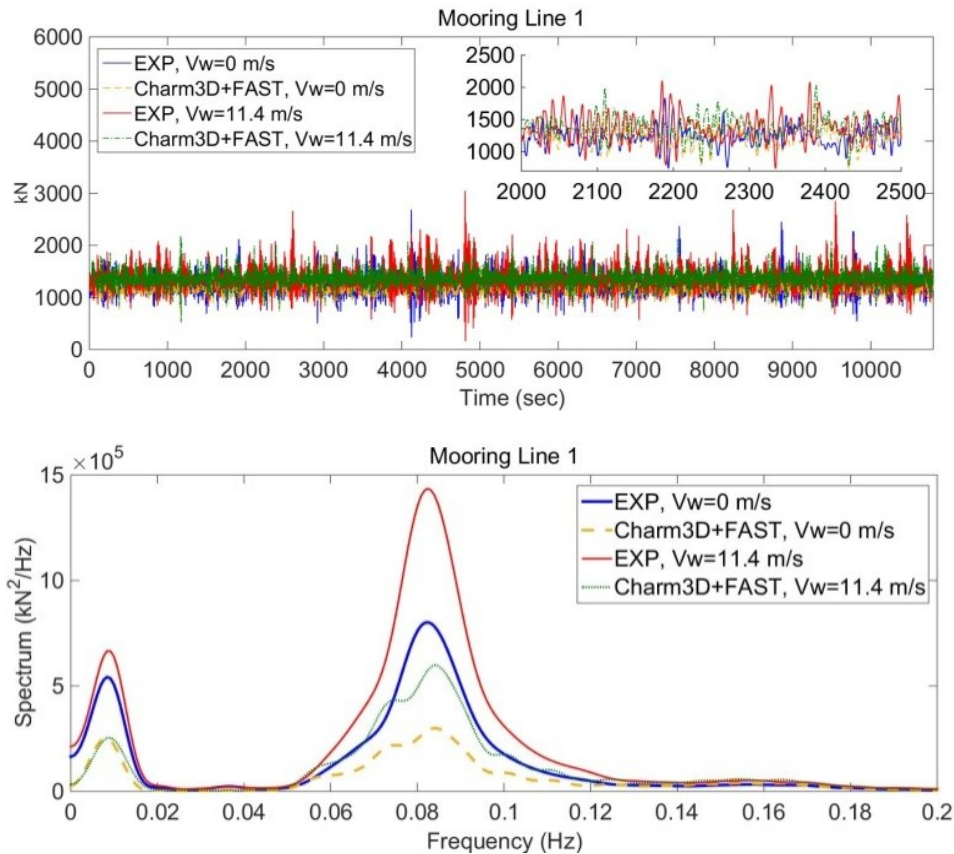 Mooring Line 1
6000
5000
4000
3000
2000
1000
0
kN
EXP, Vw=0 m/s
Charm3D+FAST, Vw=0 m/s
EXP, Vw=11.4 m/s
Charm3D+FAST, Vw=11.4 m/s
2500
2000
1500
1000
2000 2100 2200 2300 2400 2500
0 1000 2000 3000 4000 5000 6000 7000 8000 9000 10000
Time (sec)
Mooring Line 1
×10^5
15
10
5
0
Spectrum (kN²/Hz)
EXP, Vw=0 m/s
Charm3D+FAST, Vw=0 m/s
EXP, Vw=11.4 m/s
Charm3D+FAST, Vw=11.4 m/s
0 0.02 0.04 0.06 0.08 0.1 0.12 0.14 0.16 0.18 0.2
Frequency (Hz)